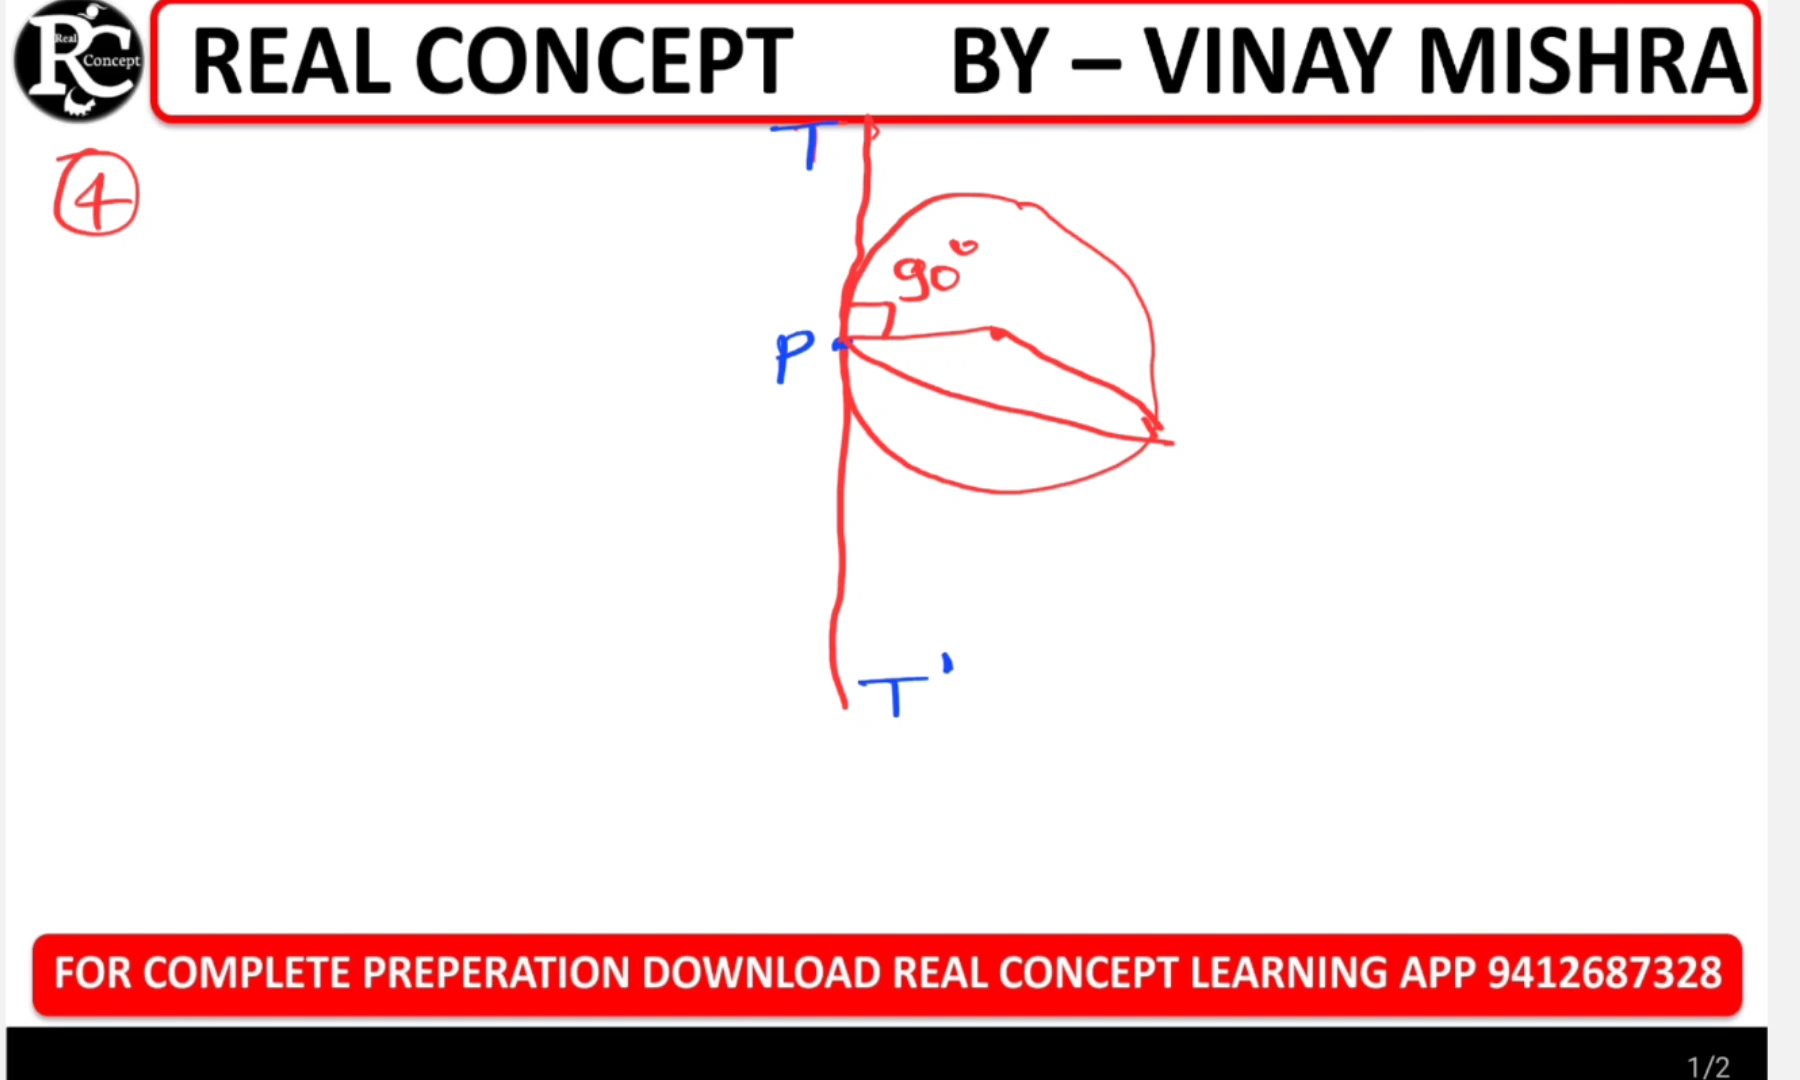 Real
Concept
REAL CONCEPT BY – VINAY MISHRA
4
T
90°
P
T'
FOR COMPLETE PREPERATION DOWNLOAD REAL CONCEPT LEARNING APP 9412687328
1/2